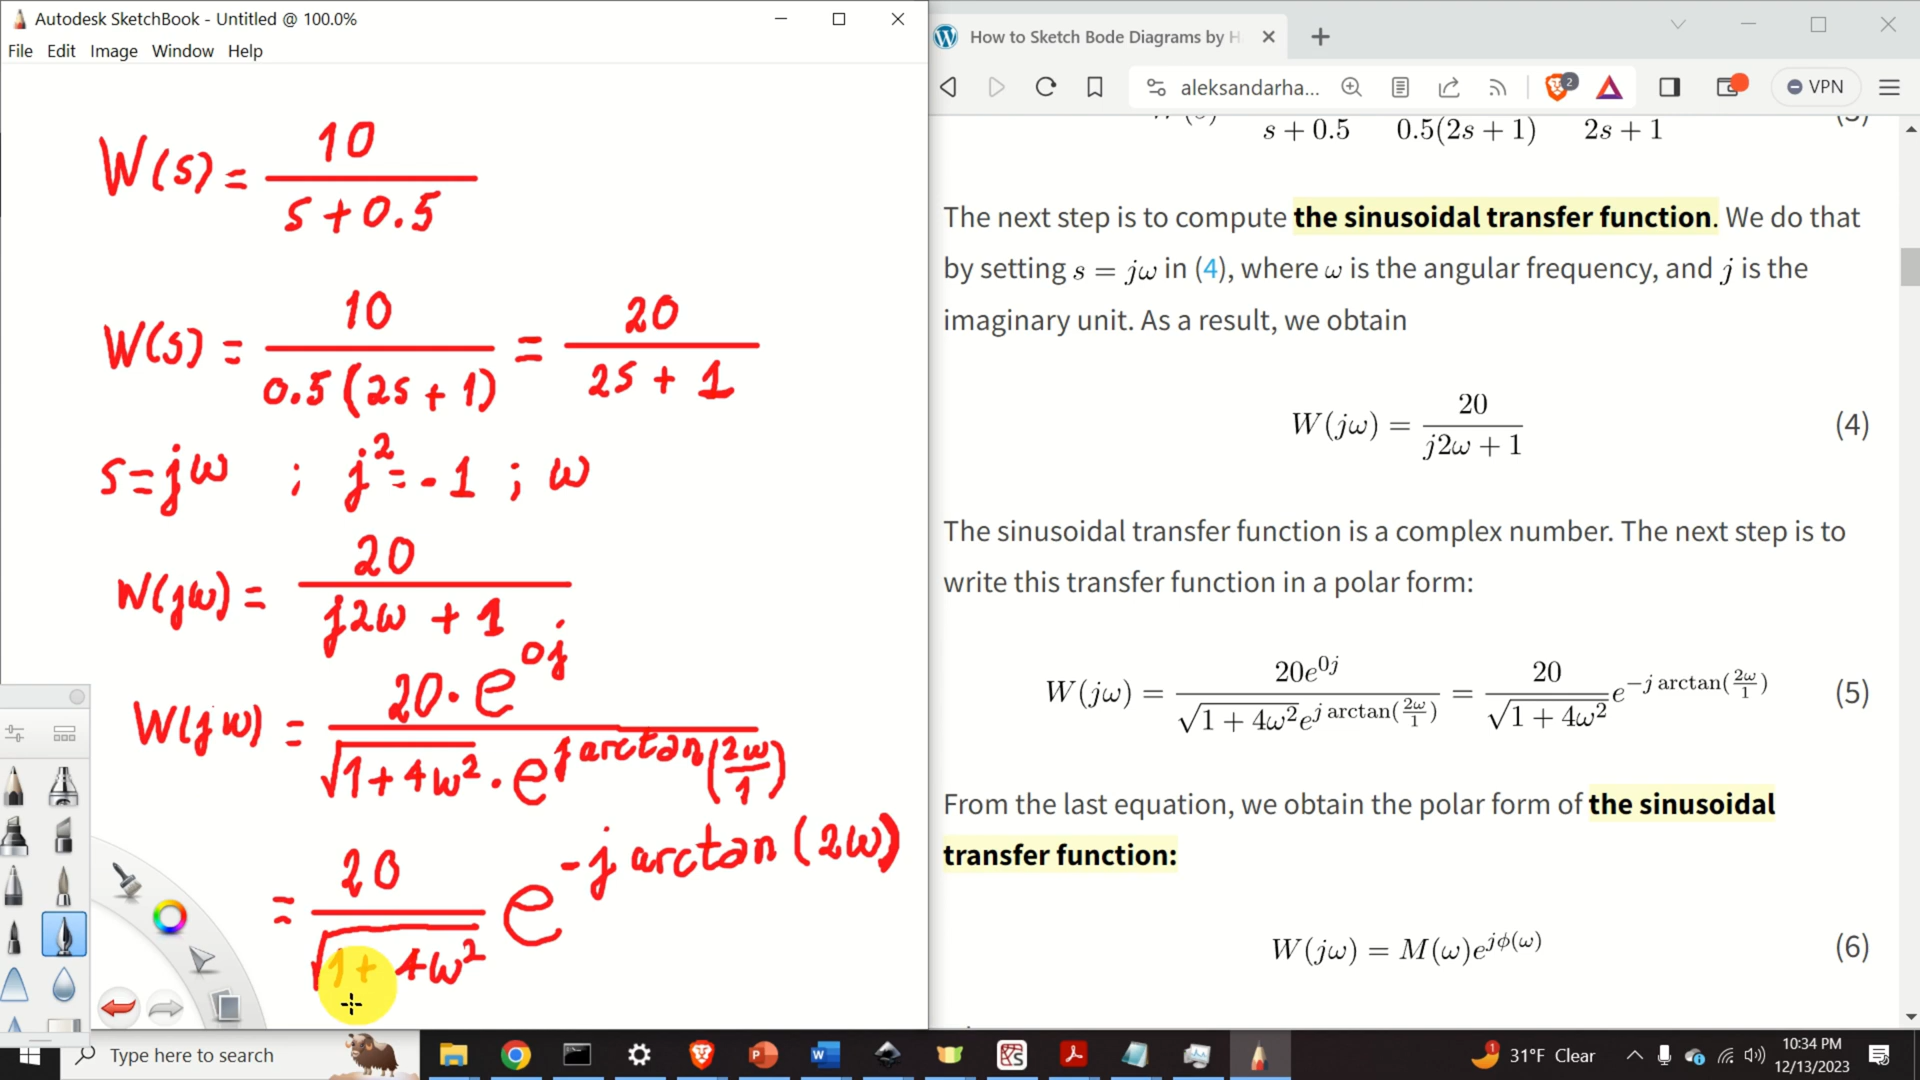 Autodesk SketchBook - Untitled @ 100.0%
File Edit Image Window Help
W(s) = 10 / (s + 0.5)
W(s) = 10 / (0.5(2s + 1)) = 20 / (2s + 1)
s = jω ; j² = -1 ; ω
W(jω) = 20 / (j2ω + 1)
W(jω) = 20 · e^{0j} / (√(1 + 4ω²) · e^{j arctan(2ω/1)})
= 20 / √(1 + 4ω²) e^{-j arctan(2ω)}
How to Sketch Bode Diagrams by H
aleksandarha...
2
VPN
s + 0.5 0.5(2s + 1) 2s + 1
The next step is to compute the sinusoidal transfer function. We do that
by setting s = jω in (4), where ω is the angular frequency, and j is the
imaginary unit. As a result, we obtain
W(jω) = 20 / (j2ω + 1) (4)
The sinusoidal transfer function is a complex number. The next step is to
write this transfer function in a polar form:
W(jω) = 20e^{0j} / (√(1 + 4ω²) e^{j arctan(2ω/1)}) = 20 / √(1 + 4ω²) e^{-j arctan(2ω/1)} (5)
From the last equation, we obtain the polar form of the sinusoidal
transfer function:
W(jω) = M(ω)e^{jφ(ω)} (6)
Type here to search
1
31°F Clear
10:34 PM
12/13/2023